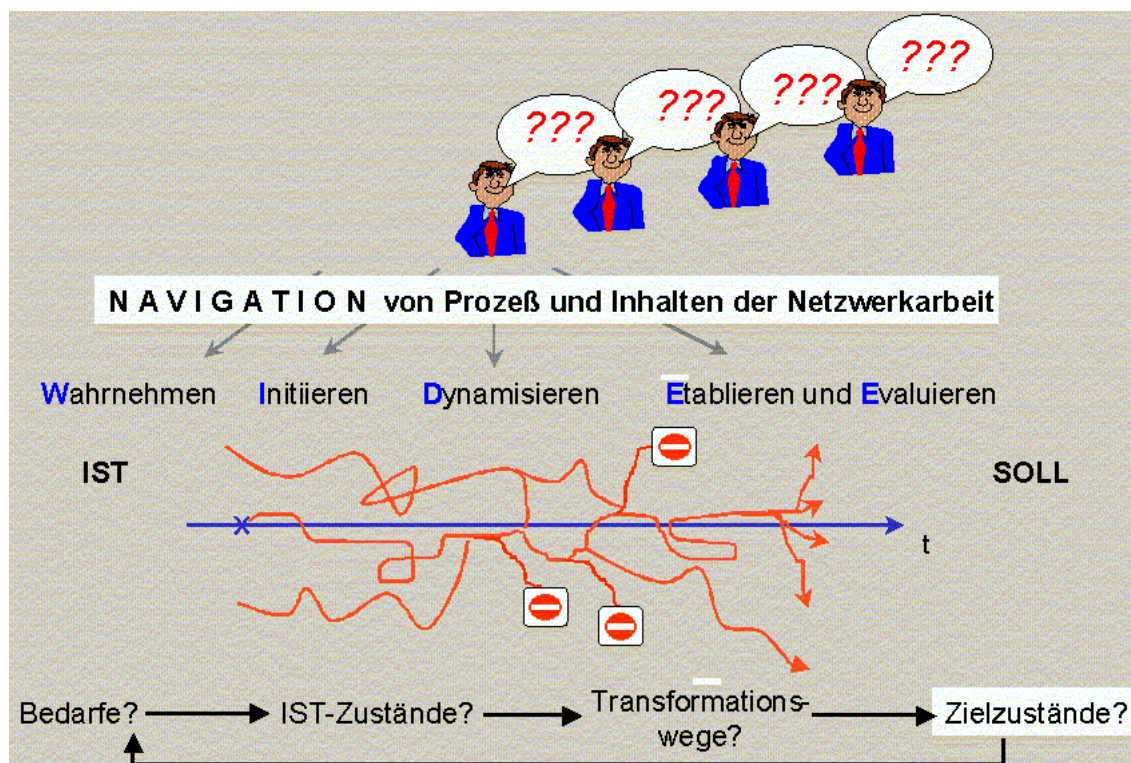 ???
???
???
???
N A V I G A T I O N von Prozeß und Inhalten der Netzwerkarbeit
Wahrnehmen Initiieren Dynamisieren Etablieren und Evaluieren
IST SOLL
t
Bedarfe? IST-Zustände? Transformations-
wege? Zielzustände?